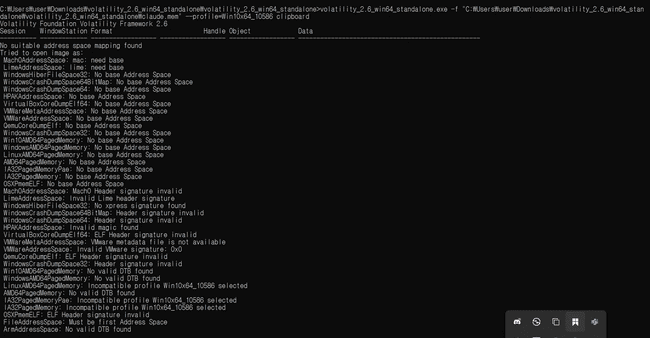 C:₩Users₩user₩Downloads₩volatility_2.6_win64_standalone₩volatility_2.6_win64_standalone>volatility_2.6_win64_standalone.exe -f "C:₩Users₩user₩Downloads₩volatility_2.6_win64_stan
dalone₩volatility_2.6_win64_standalone₩claude.mem" --profile=Win10x64_10586 clipboard
Volatility Foundation Volatility Framework 2.6
Session WindowStation Format Handle Object Data
---------- ------------- ------------------ ------------------ ------------------ --------------------------------------------------
No suitable address space mapping found
Tried to open image as:
MachOAddressSpace: mac: need base
LimeAddressSpace: lime: need base
WindowsHiberFileSpace32: No base Address Space
WindowsCrashDumpSpace64BitMap: No base Address Space
WindowsCrashDumpSpace64: No base Address Space
HPAKAddressSpace: No base Address Space
VirtualBoxCoreDumpElf64: No base Address Space
VMWareMetaAddressSpace: No base Address Space
VMWareAddressSpace: No base Address Space
QemuCoreDumpElf: No base Address Space
WindowsCrashDumpSpace32: No base Address Space
Win10AMD64PagedMemory: No base Address Space
WindowsAMD64PagedMemory: No base Address Space
LinuxAMD64PagedMemory: No base Address Space
AMD64PagedMemory: No base Address Space
IA32PagedMemoryPae: No base Address Space
IA32PagedMemory: No base Address Space
OSXPmemELF: No base Address Space
MachOAddressSpace: MachO Header signature invalid
LimeAddressSpace: Invalid Lime header signature
WindowsHiberFileSpace32: No xpress signature found
WindowsCrashDumpSpace64BitMap: Header signature invalid
WindowsCrashDumpSpace64: Header signature invalid
HPAKAddressSpace: Invalid magic found
VirtualBoxCoreDumpElf64: ELF Header signature invalid
VMWareMetaAddressSpace: VMware metadata file is not available
VMWareAddressSpace: Invalid VMware signature: 0x0
QemuCoreDumpElf: ELF Header signature invalid
WindowsCrashDumpSpace32: Header signature invalid
Win10AMD64PagedMemory: No valid DTB found
WindowsAMD64PagedMemory: No valid DTB found
LinuxAMD64PagedMemory: Incompatible profile Win10x64_10586 selected
AMD64PagedMemory: No valid DTB found
IA32PagedMemoryPae: Incompatible profile Win10x64_10586 selected
IA32PagedMemory: Incompatible profile Win10x64_10586 selected
OSXPmemELF: ELF Header signature invalid
FileAddressSpace: Must be first Address Space
ArmAddressSpace: No valid DTB found